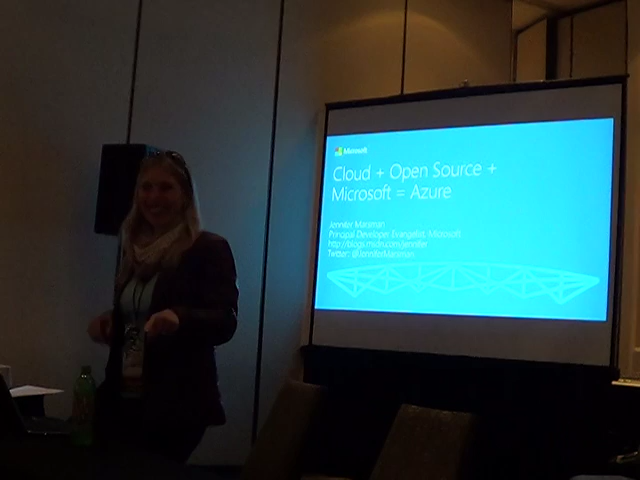 Microsoft
Cloud + Open Source +
Microsoft = Azure
Jennifer Marsman
Principal Developer Evangelist, Microsoft
http://blogs.msdn.com/jennifer
Twitter: @JenniferMarsman